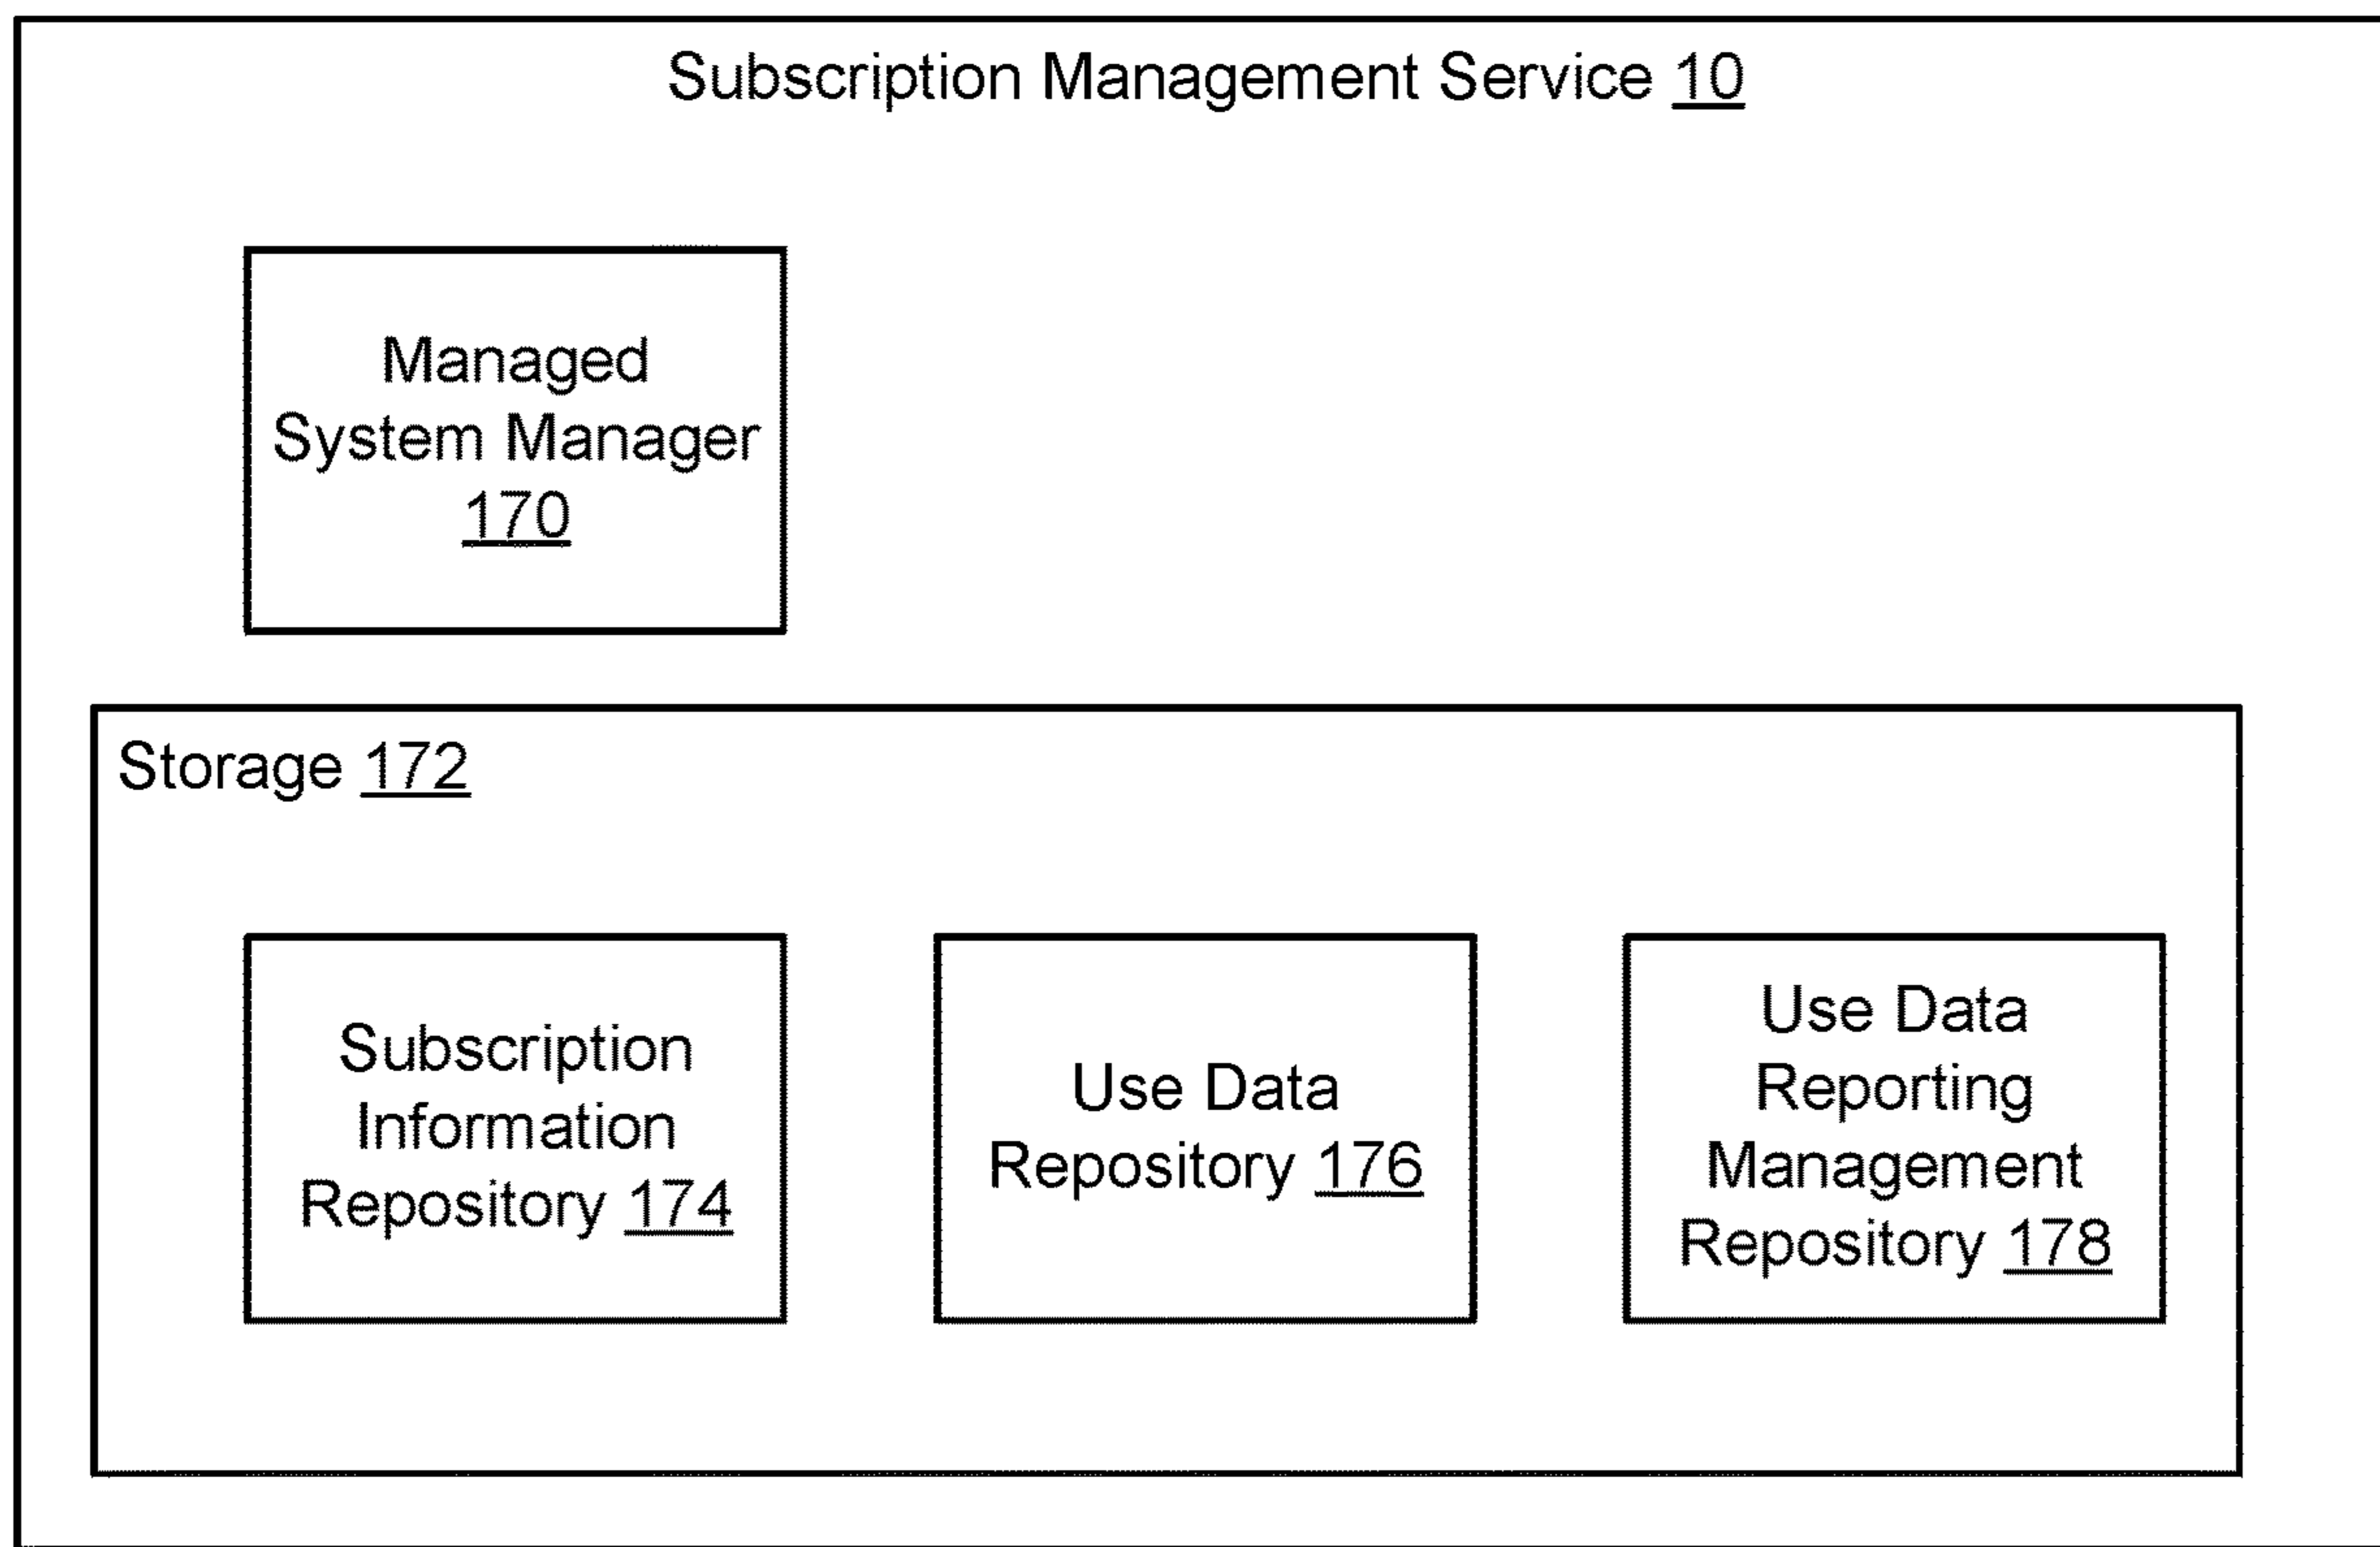 Subscription Management Service 10
Managed
System Manager
170
Storage 172
Subscription
Information
Repository 174
Use Data
Repository 176
Use Data
Reporting
Management
Repository 178